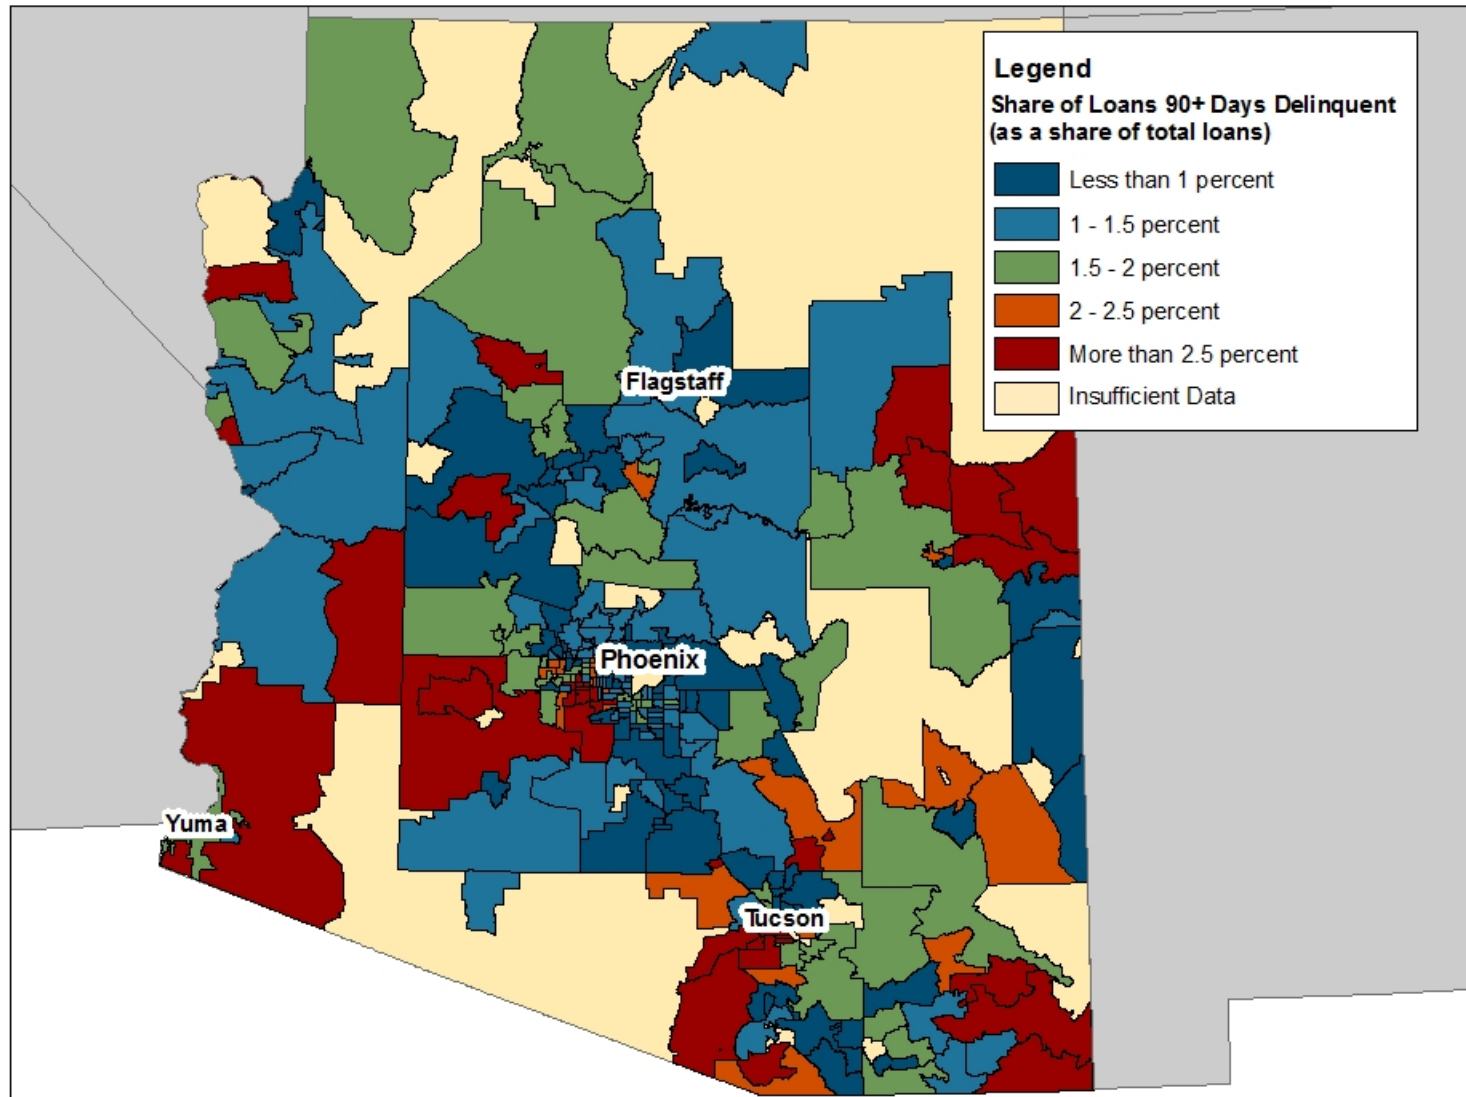 Legend
Share of Loans 90+ Days Delinquent
(as a share of total loans)
Less than 1 percent
1 - 1.5 percent
1.5 - 2 percent
2 - 2.5 percent
More than 2.5 percent
Insufficient Data
Flagstaff
Phoenix
Yuma
Tucson